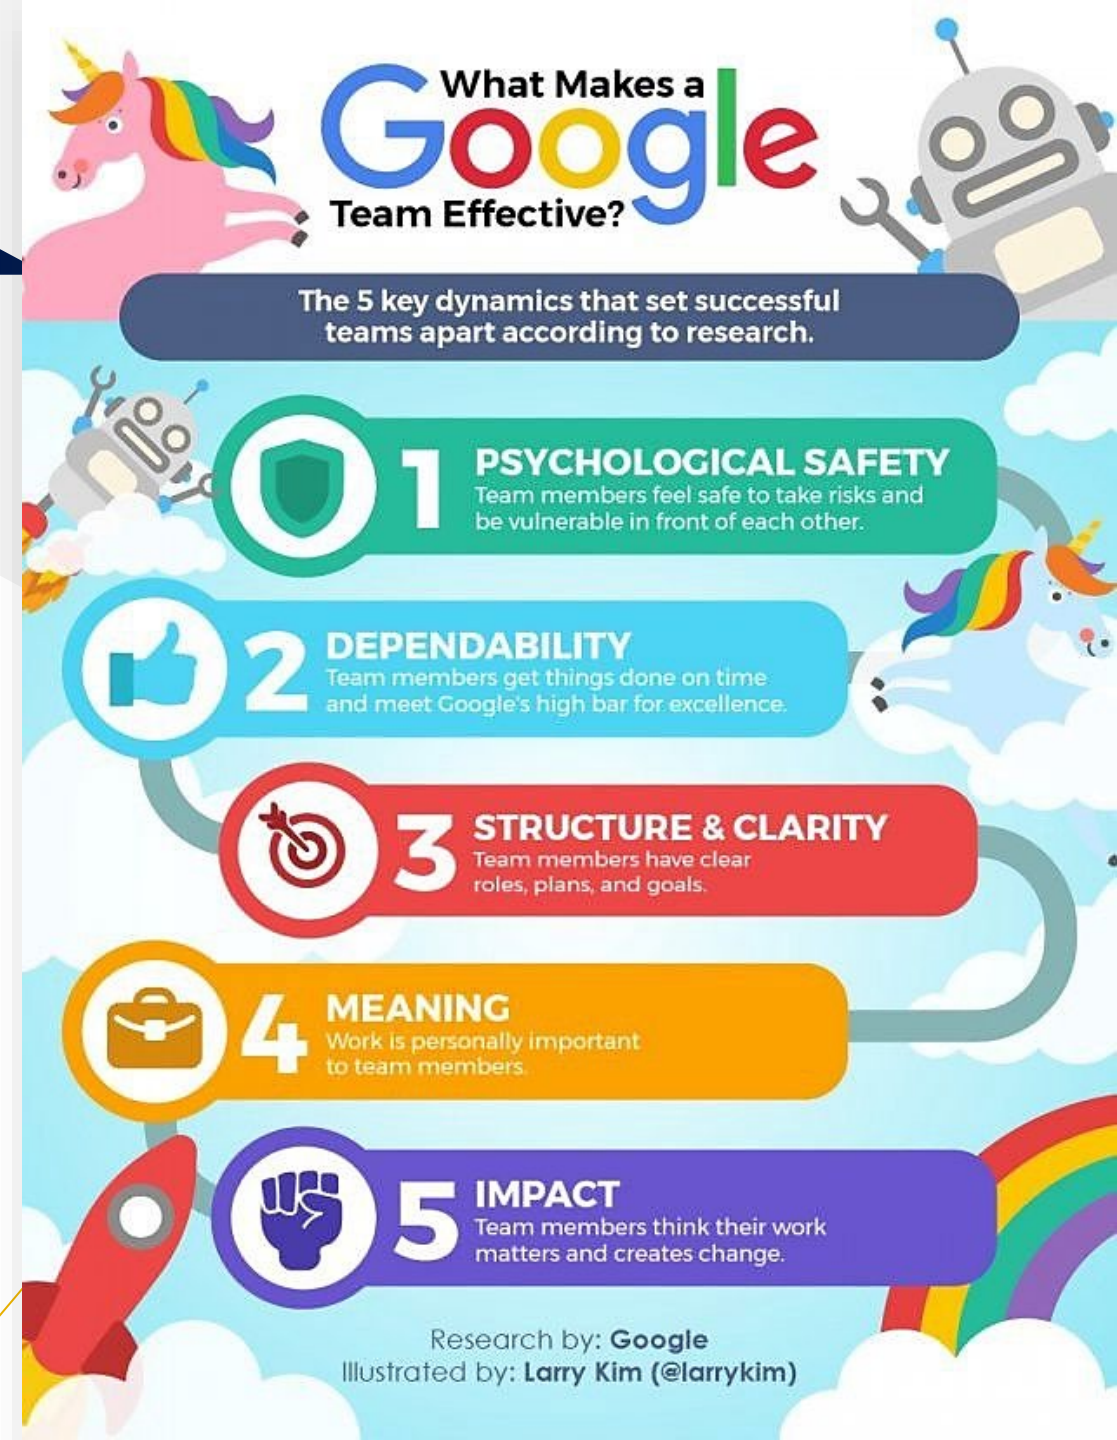 What Makes a
Google
Team Effective?
The 5 key dynamics that set successful
teams apart according to research.
1
PSYCHOLOGICAL SAFETY
Team members feel safe to take risks and
be vulnerable in front of each other.
2
DEPENDABILITY
Team members get things done on time
and meet Google's high bar for excellence.
3
STRUCTURE & CLARITY
Team members have clear
roles, plans, and goals.
4
MEANING
Work is personally important
to team members.
5
IMPACT
Team members think their work
matters and creates change.
Research by: Google
Illustrated by: Larry Kim (@larrykim)